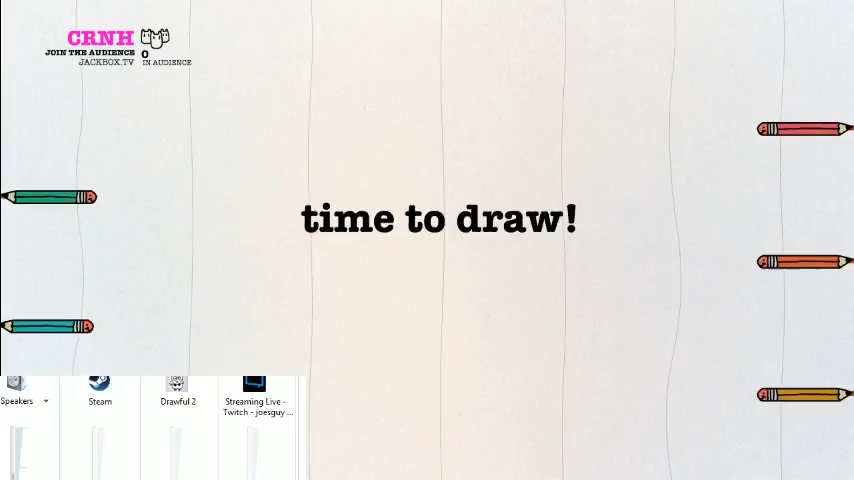 CRNH
JOIN THE AUDIENCE
JACKBOX.TV
0
IN AUDIENCE
time to draw!
Speakers
Steam
Drawful 2
Streaming Live -
Twitch - joesguy ...